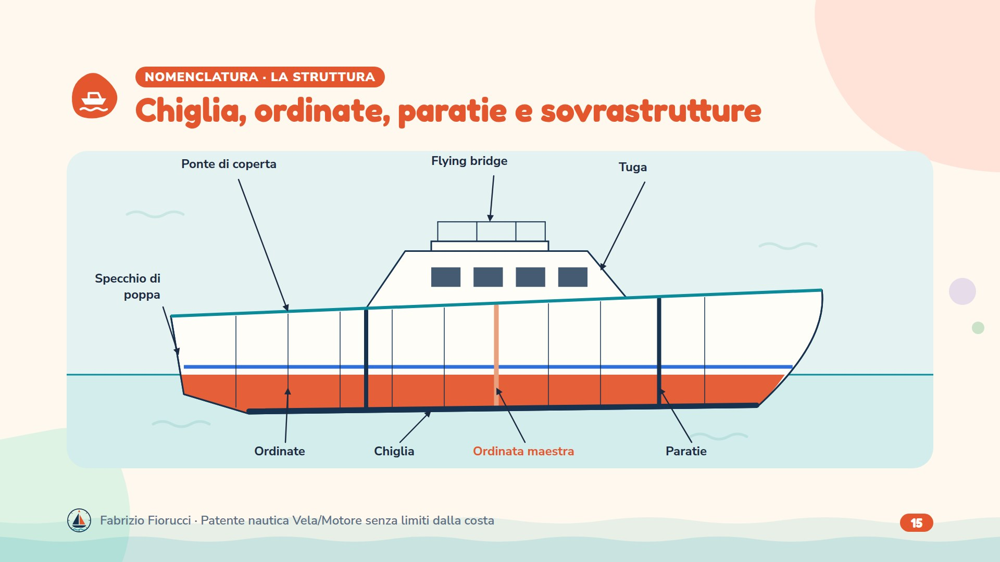 NOMENCLATURA · LA STRUTTURA
Chiglia, ordinate, paratie e sovrastrutture
Ponte di coperta
Flying bridge
Tuga
Specchio di
poppa
Ordinate
Chiglia
Ordinata maestra
Paratie
Fabrizio Fiorucci · Patente nautica Vela/Motore senza limiti dalla costa
15